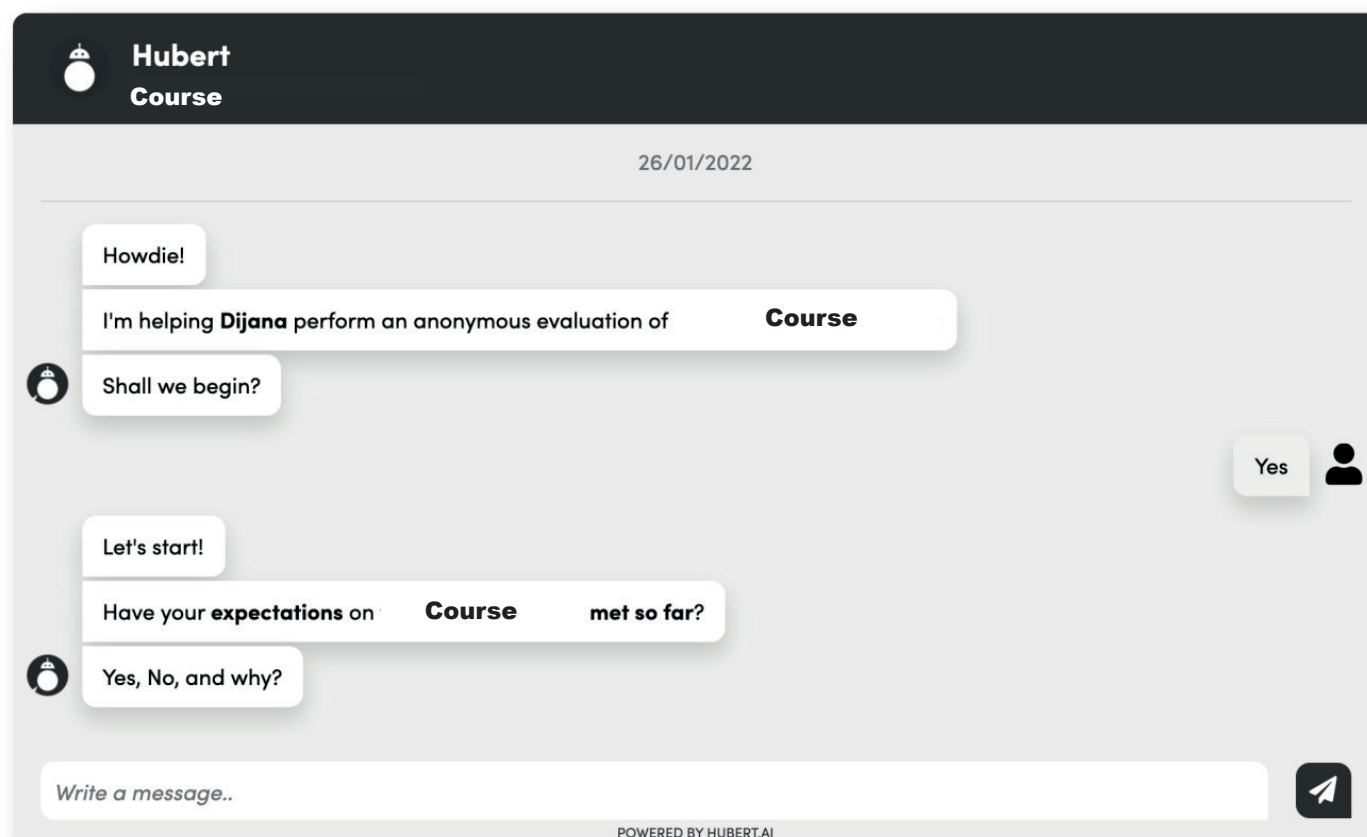 Hubert
Course
26/01/2022
Howdie!
I'm helping Dijana perform an anonymous evaluation of Course
Shall we begin?
Yes
Let's start!
Have your expectations on Course met so far?
Yes, No, and why?
Write a message..
POWERED BY HUBERT.AI